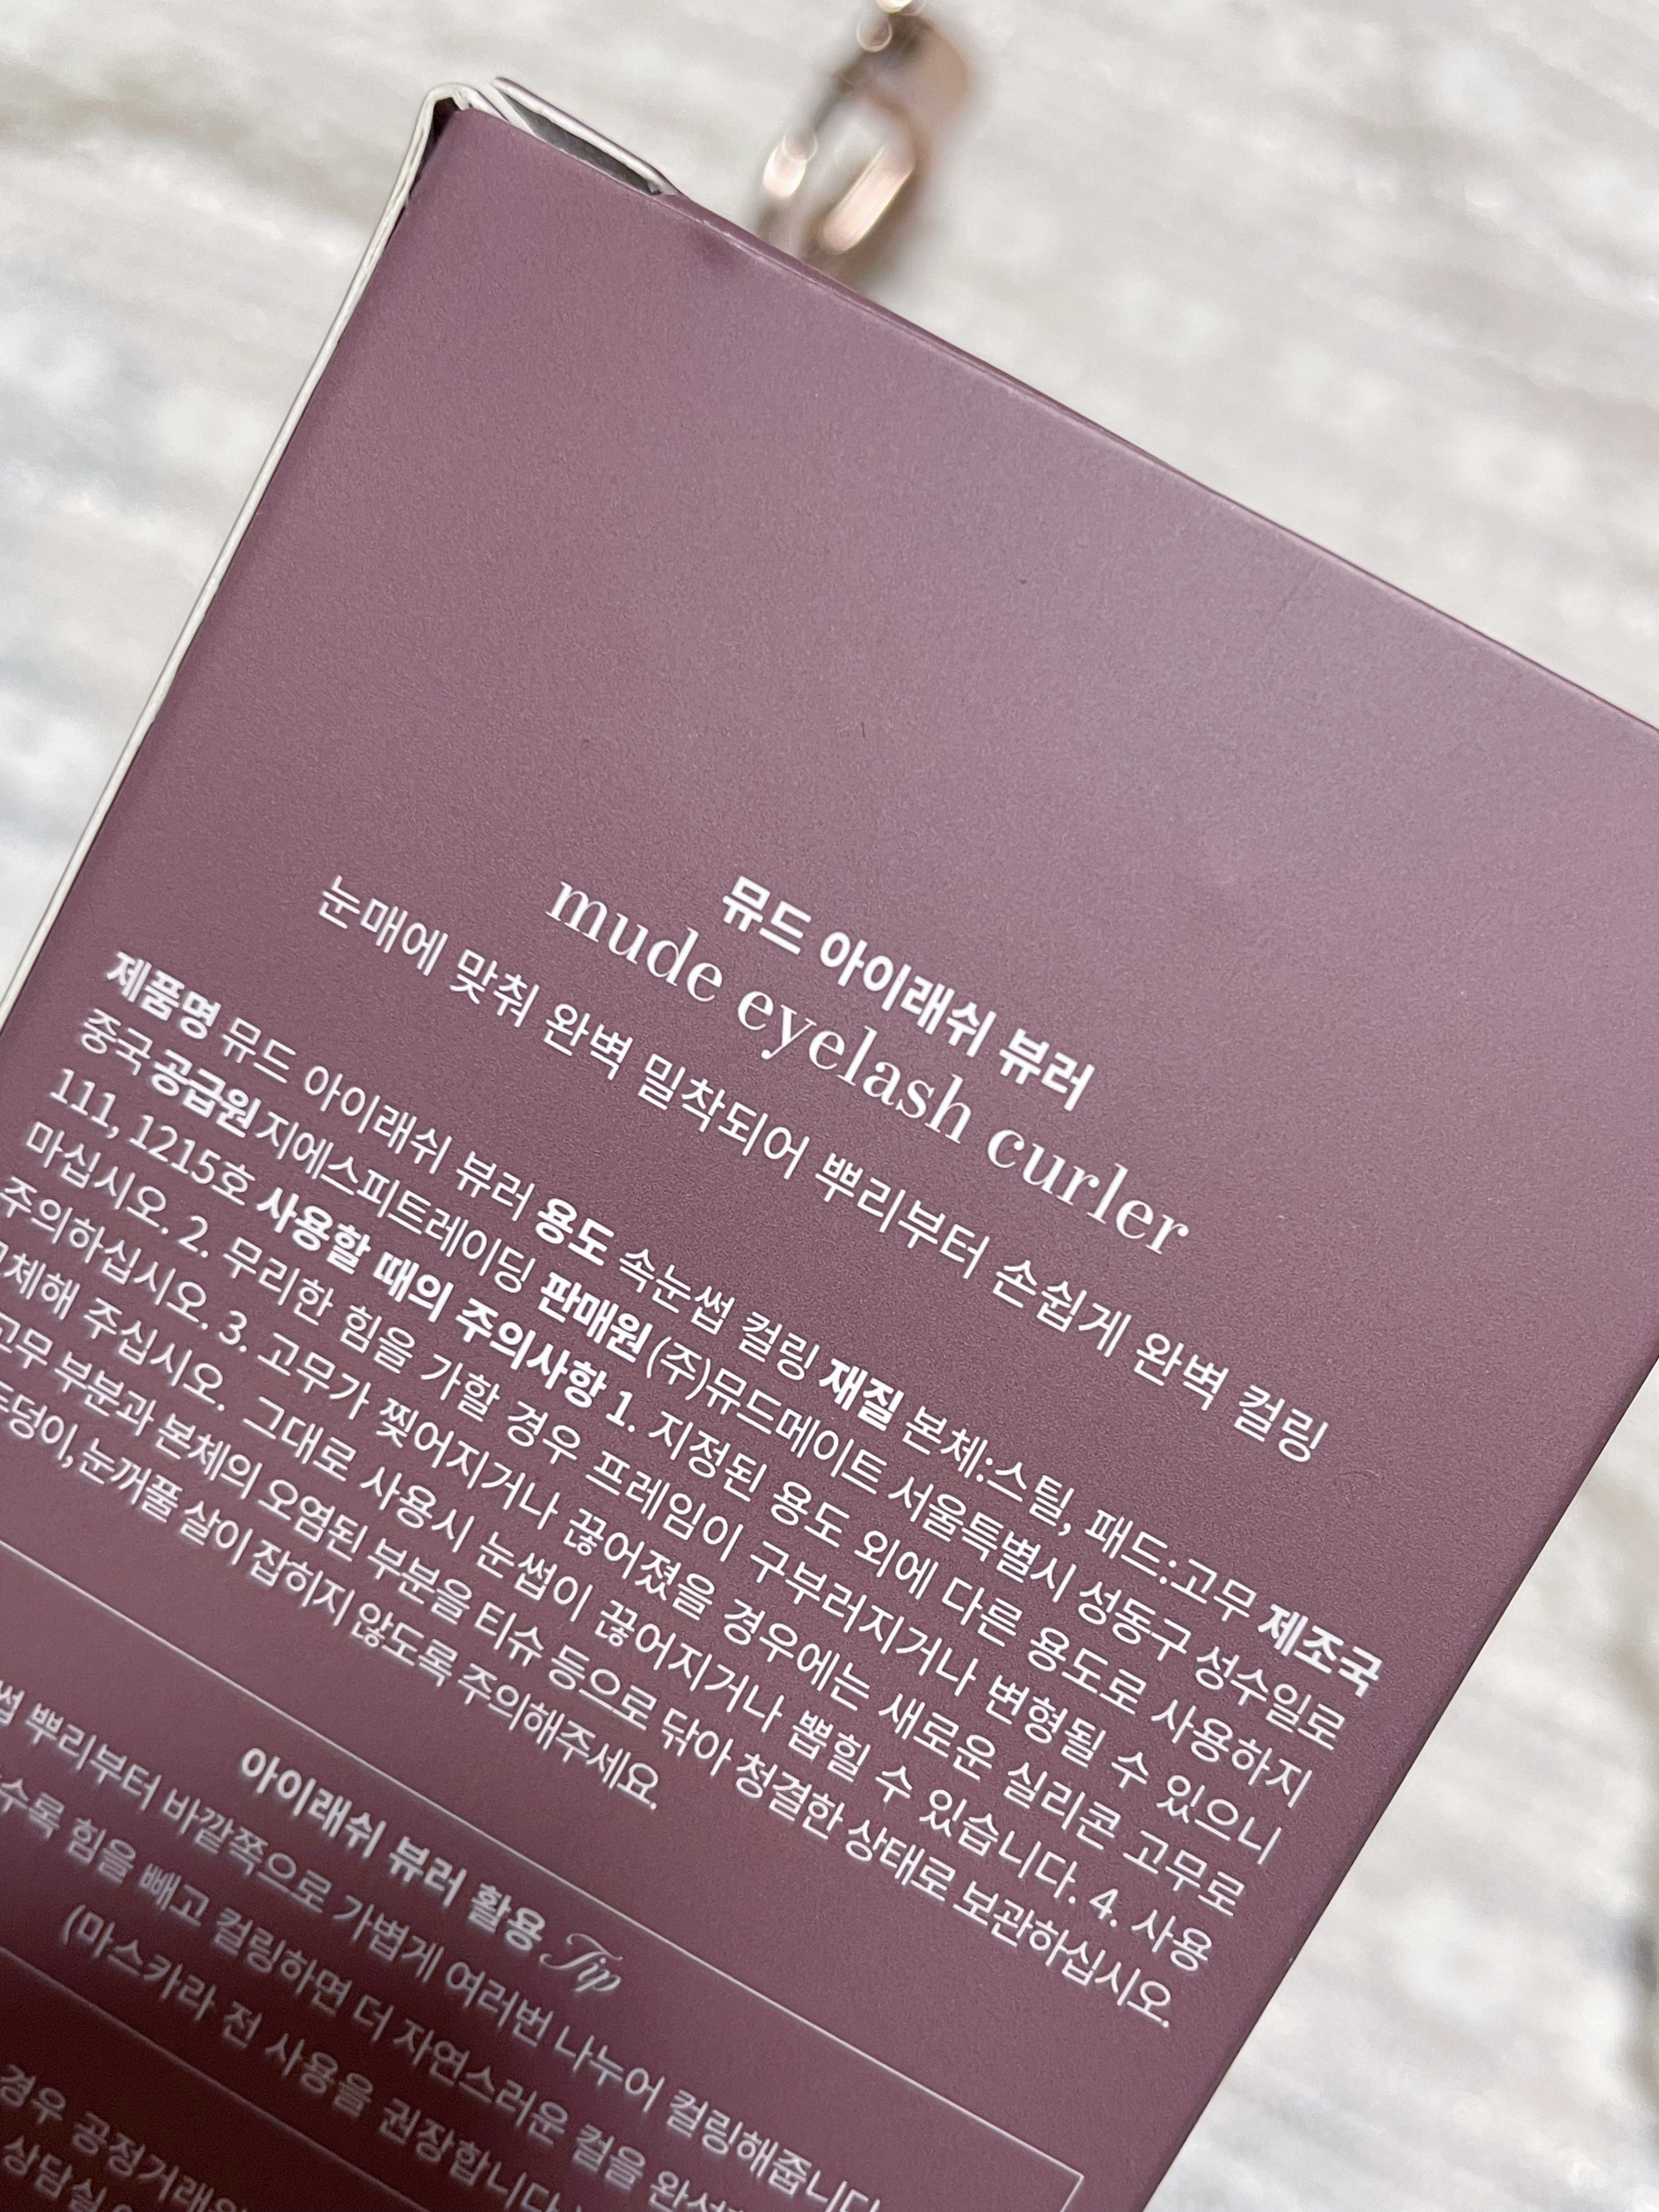 뮤드 아이래쉬 뷰러
mude eyelash curler
눈매에 맞춰 완벽 밀착되어 뿌리부터 손쉽게 완벽 컬링
제품명 뮤드 아이래쉬 뷰러 용도 속눈썹 컬링 재질 본체:스틸, 패드:고무 제조국
중국 공급원 지에스피트레이딩 판매원 (주)뮤드메이트 서울특별시 성동구 성수일로
111, 1215호 사용할 때의 주의사항 1. 지정된 용도 외에 다른 용도로 사용하지
마십시오. 2. 무리한 힘을 가할 경우 프레임이 구부러지거나 변형될 수 있으니
주의하십시오. 3. 고무가 찢어지거나 끊어졌을 경우에는 새로운 실리콘 고무로
교체해 주십시오. 그대로 사용시 눈썹이 끊어지거나 뽑힐 수 있습니다. 4. 사용
고무 부분과 본체의 오염된 부분을 티슈 등으로 닦아 청결한 상태로 보관하십시오.
눈꺼풀 살이 잡히지 않도록 주의해주세요.
아이래쉬 뷰러 활용 Tip
뿌리부터 바깥쪽으로 가볍게 여러번 나누어 컬링해줍니다
힘을 빼고 컬링하면 더 자연스러운 컬을
(마스카라 전 사용을 권장합니다.)
경우
상담실